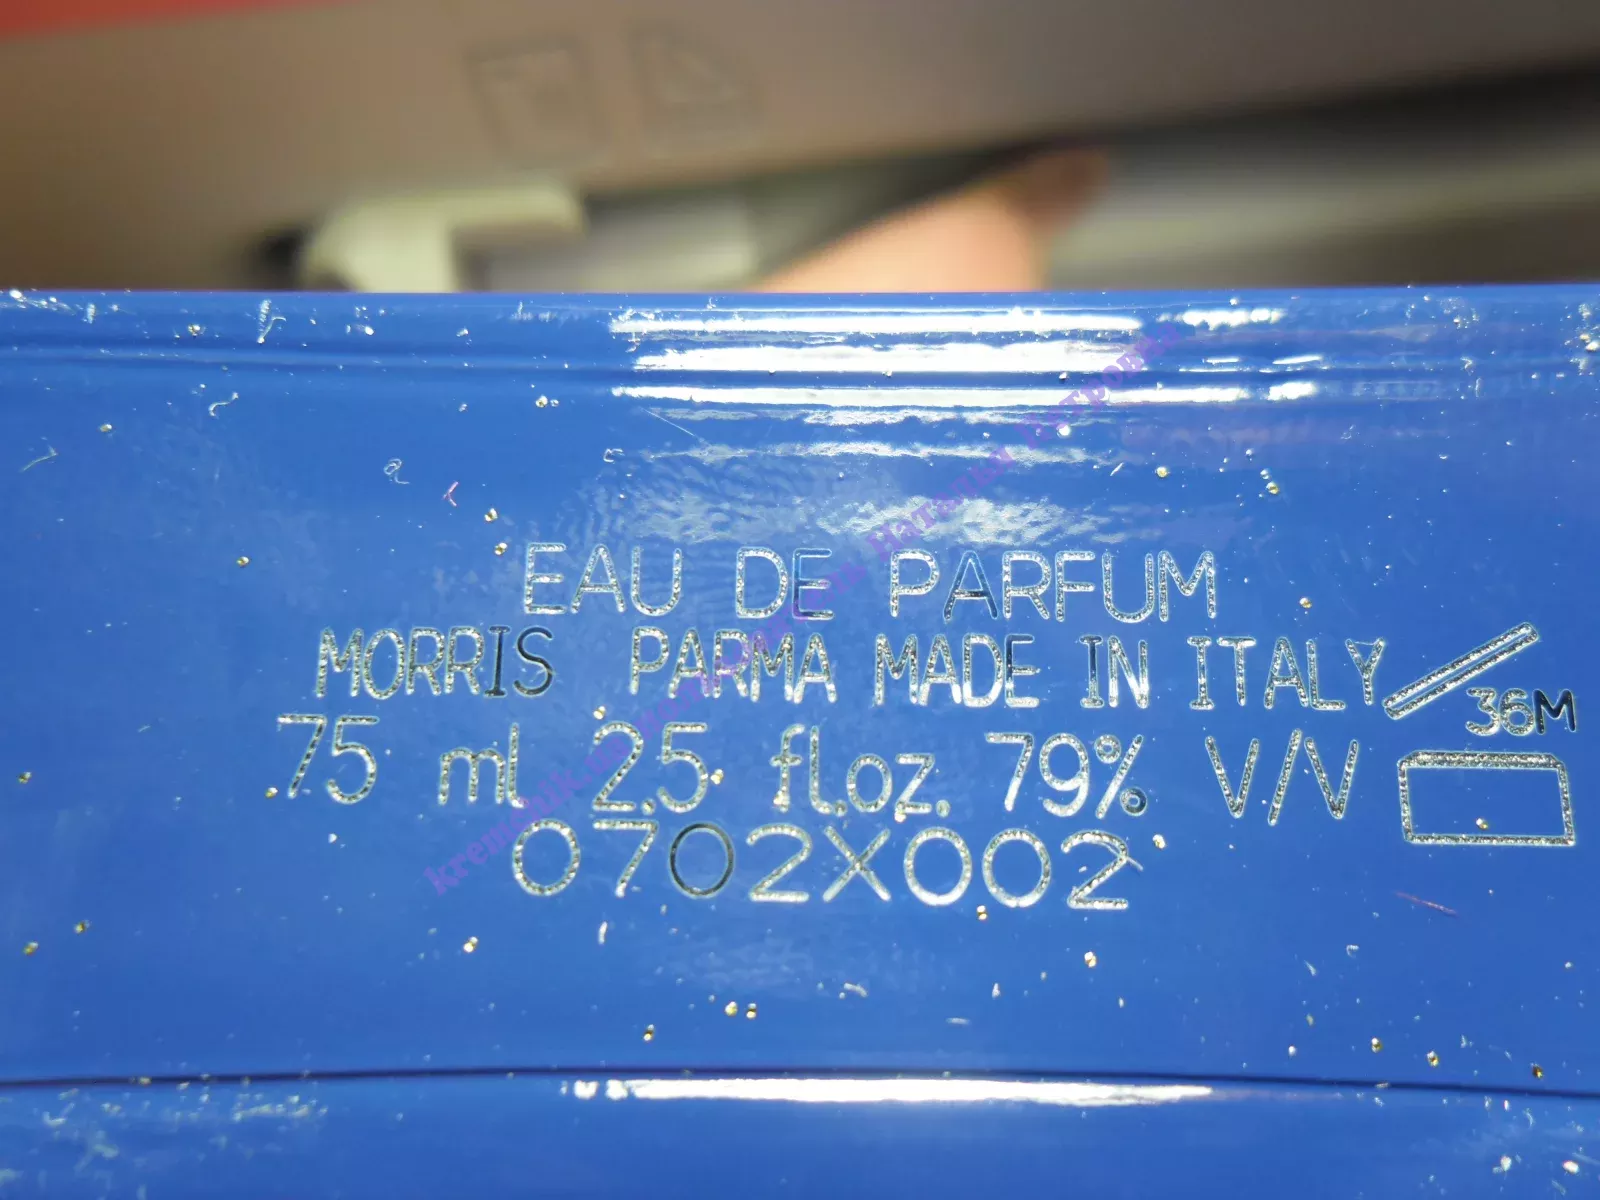 EAU DE PARFUM
MORRIS PARMA MADE IN ITALY
36M
75 ml 2.5 fl.oz. 79% V/V
0702X002